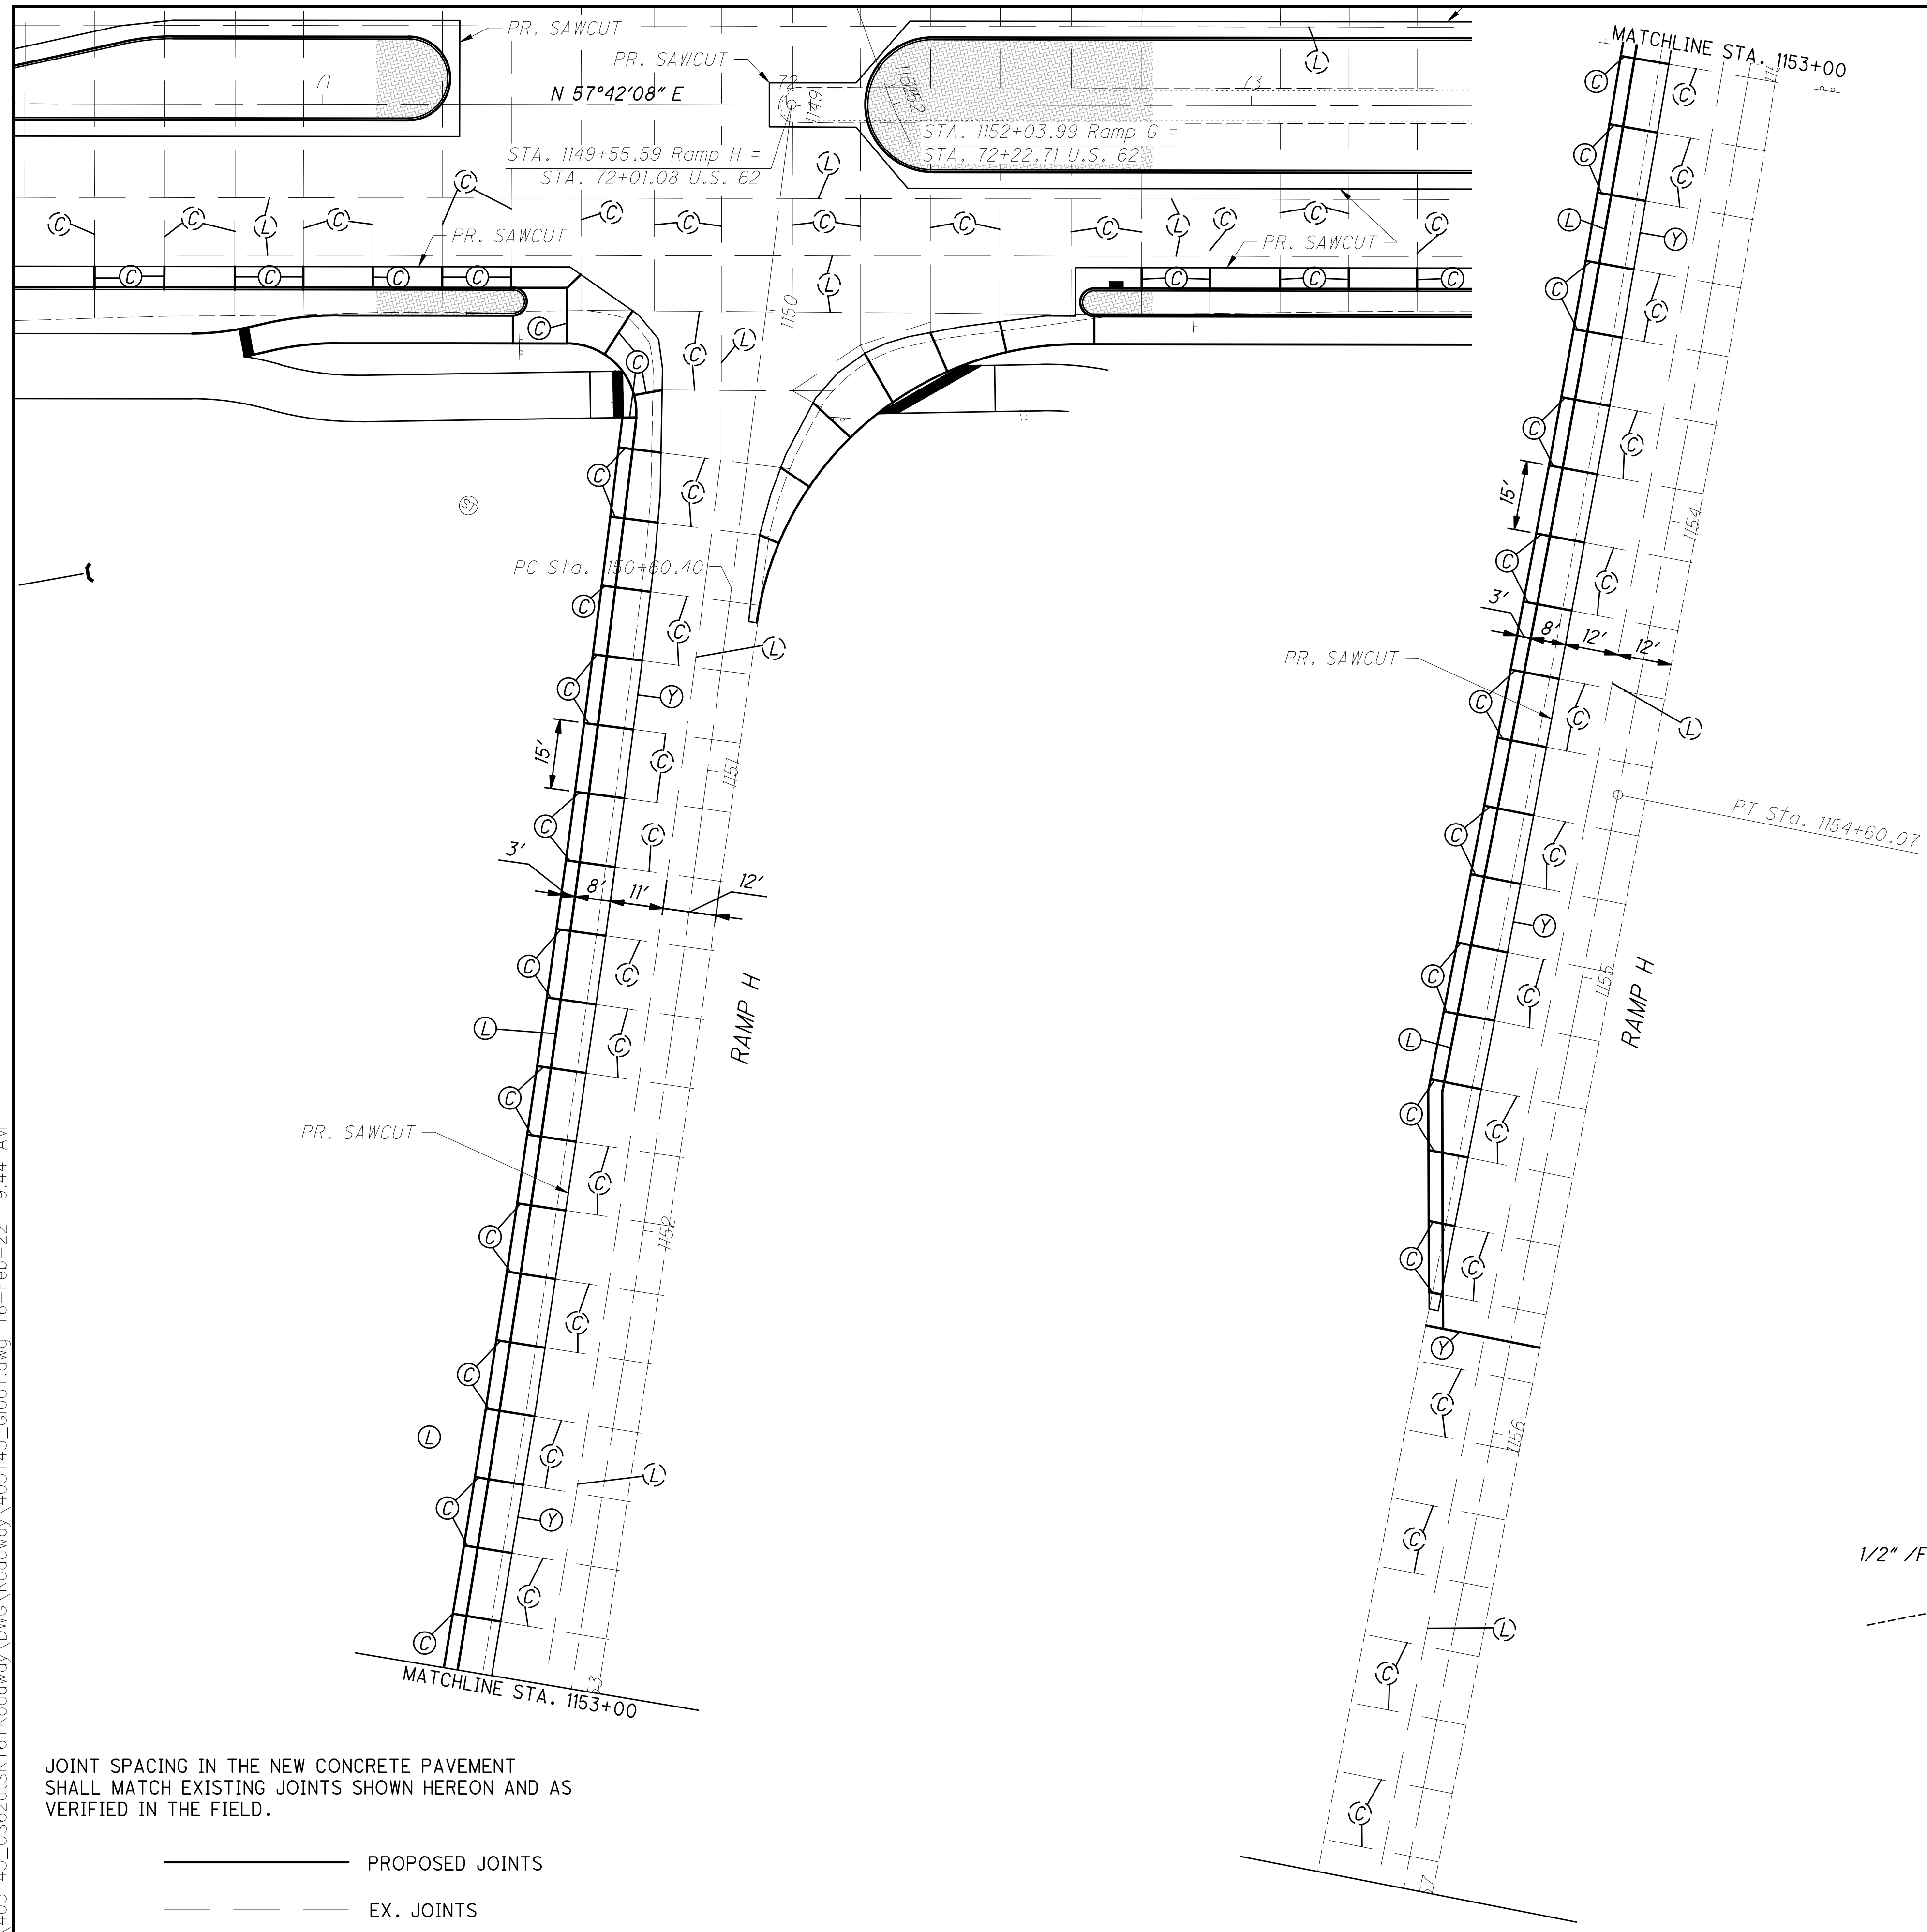 PR. SAWCUT
PR. SAWCUT
71
N 57°42'08" E
72
1149
1152
73
STA. 1152+03.99 Ramp G =
STA. 72+22.71 U.S. 62
STA. 1149+55.59 Ramp H =
STA. 72+01.08 U.S. 62
L
L
C
C
C
L
C
C
C
C
C
C
L
C
C
C
PR. SAWCUT
PR. SAWCUT
C
C
C
C
L
C
C
C
1150
C
L
C
C
C
C
ST
PC Sta. 1150+60.40
C
C
L
C
Y
15'
C
1151
C
C
3'
8'
11'
12'
C
C
L
C
RAMP H
C
PR. SAWCUT
C
C
1152
C
C
L
C
C
L
C
Y
C
C
MATCHLINE STA. 1153+00
MATCHLINE STA. 1153+00
C
C
C
C
L
Y
C
C
C
C
15'
1154
C
C
3'
8'
12'
12'
PR. SAWCUT
C
C
L
PT Sta. 1154+60.07
C
C
Y
C
C
1155
RAMP H
L
C
C
C
C
Y
C
1156
C
1/2" /F
L
C
C
JOINT SPACING IN THE NEW CONCRETE PAVEMENT
SHALL MATCH EXISTING JOINTS SHOWN HEREON AND AS
VERIFIED IN THE FIELD.
PROPOSED JOINTS
EX. JOINTS